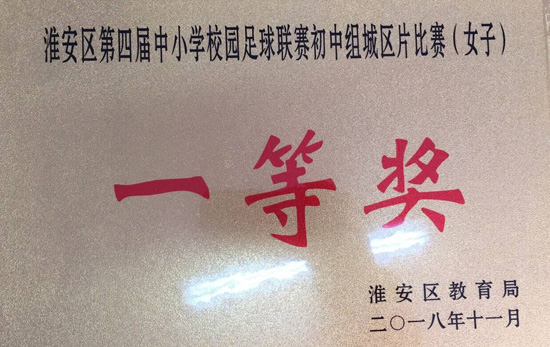 淮安区第四届中小学校园足球联赛初中组城区片比赛（女子）
一等奖
淮安区教育局
二〇一八年十一月